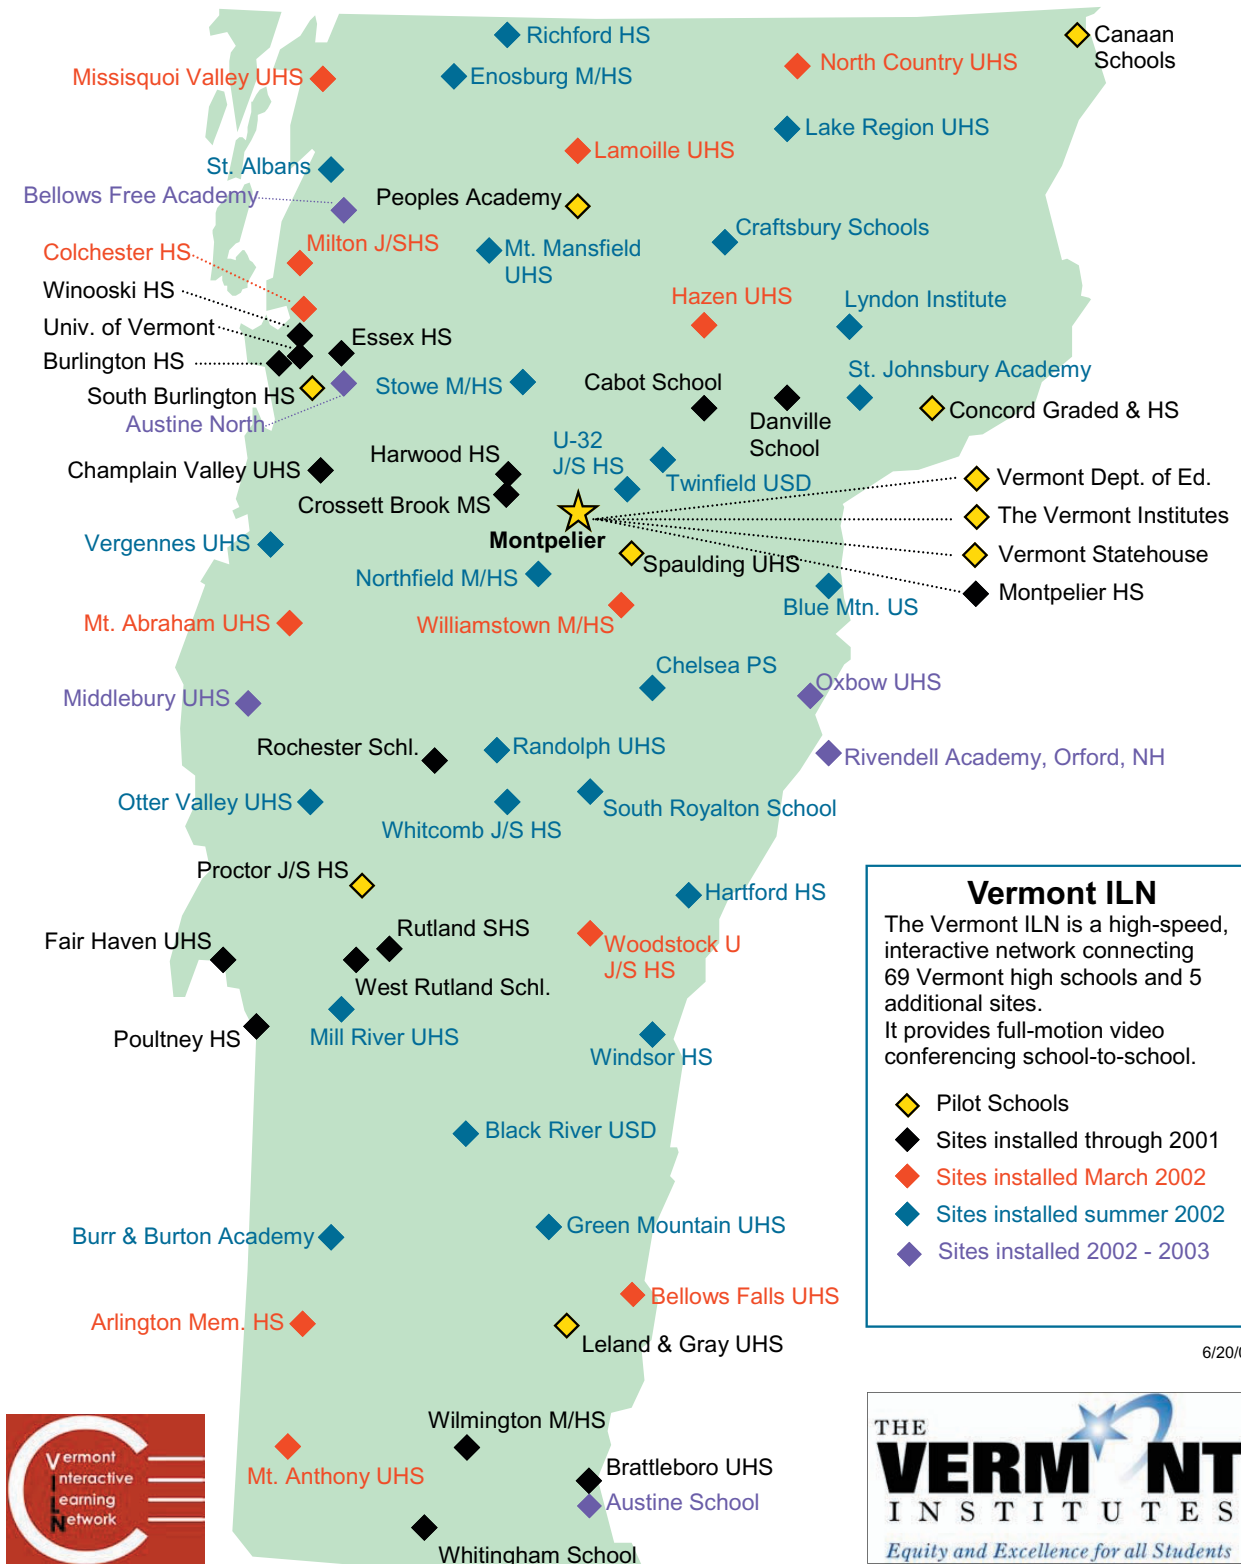 Richford HS
Canaan
Schools
Missisquoi Valley UHS
Enosburg M/HS
North Country UHS
Lake Region UHS
Lamoille UHS
St. Albans
Bellows Free Academy
Peoples Academy
Craftsbury Schools
Milton J/SHS
Mt. Mansfield
UHS
Colchester HS
Winooski HS
Hazen UHS
Lyndon Institute
Univ. of Vermont
Essex HS
Burlington HS
St. Johnsbury Academy
South Burlington HS
Stowe M/HS
Cabot School
Concord Graded & HS
Austine North
Danville
School
U-32
J/S HS
Harwood HS
Champlain Valley UHS
Twinfield USD
Vermont Dept. of Ed.
Crossett Brook MS
The Vermont Institutes
Montpelier
Vergennes UHS
Vermont Statehouse
Spaulding UHS
Northfield M/HS
Montpelier HS
Blue Mtn. US
Mt. Abraham UHS
Williamstown M/HS
Chelsea PS
Oxbow UHS
Middlebury UHS
Rochester Schl.
Randolph UHS
Rivendell Academy, Orford, NH
Otter Valley UHS
South Royalton School
Whitcomb J/S HS
Proctor J/S HS
Hartford HS
Fair Haven UHS
Rutland SHS
Woodstock U
J/S HS
West Rutland Schl.
Poultney HS
Mill River UHS
Windsor HS
Black River USD
Burr & Burton Academy
Green Mountain UHS
Bellows Falls UHS
Arlington Mem. HS
Leland & Gray UHS
Wilmington M/HS
Mt. Anthony UHS
Brattleboro UHS
Austine School
Whitingham School
Vermont ILN
The Vermont ILN is a high-speed,
interactive network connecting
69 Vermont high schools and 5
additional sites.
It provides full-motion video
conferencing school-to-school.
Pilot Schools
Sites installed through 2001
Sites installed March 2002
Sites installed summer 2002
Sites installed 2002 - 2003
Vermont
Interactive
Learning
Network
THE
VERMONT
INSTITUTES
Equity and Excellence for all Students